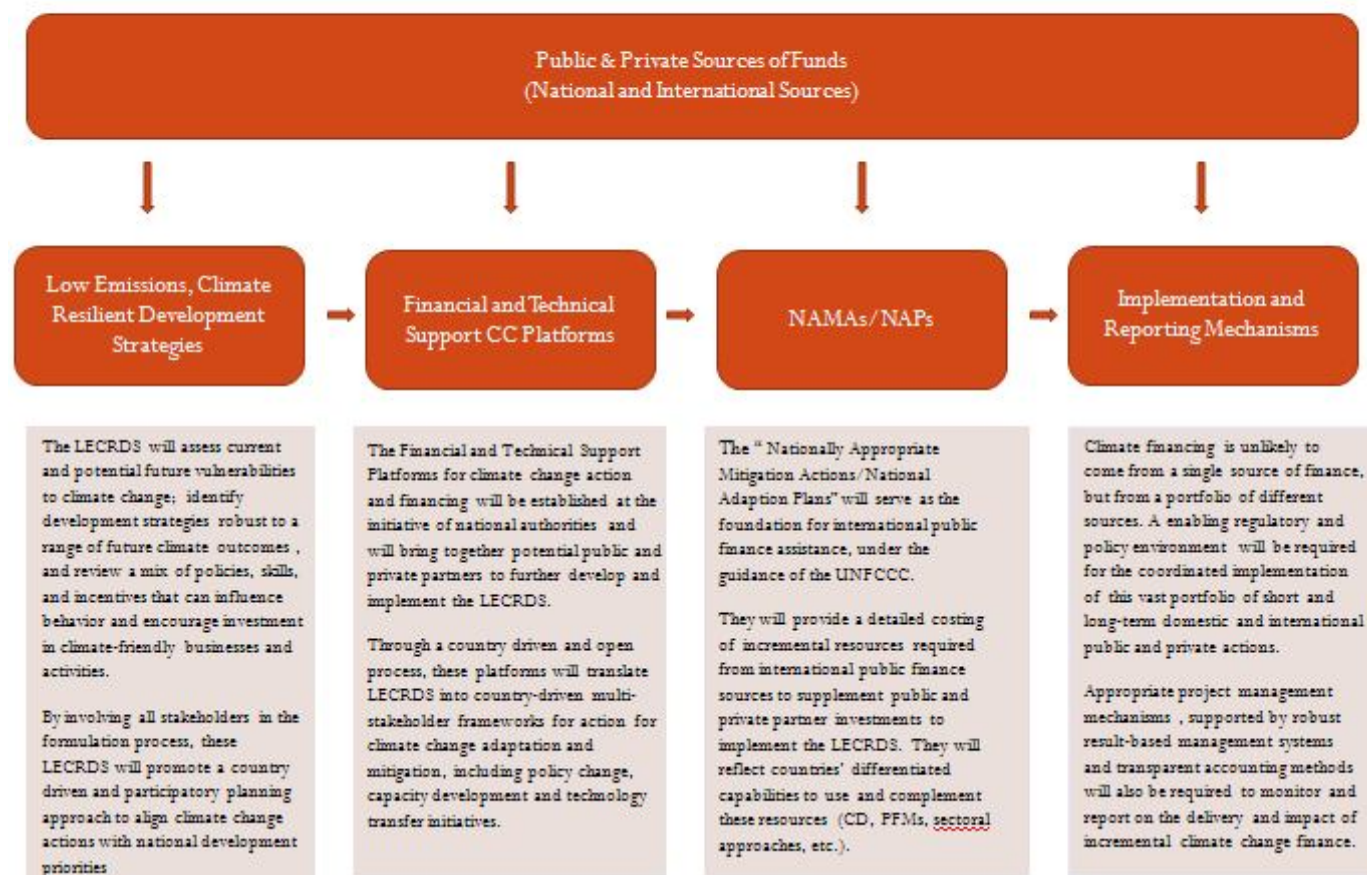 Public & Private Sources of Funds
(National and International Sources)
Low Emissions, Climate
Resilient Development
Strategies
Financial and Technical
Support CC Platforms
NAMAs/NAPs
Implementation and
Reporting Mechanisms
The LECRDS will assess current
and potential future vulnerabilities
to climate change; identify
development strategies robust to a
range of future climate outcomes ,
and review a mix of policies, skills,
and incentives that can influence
behavior and encourage investment
in climate-friendly businesses and
activities.
By involving all stakeholders in the
formulation process, these
LECRDS will promote a country
driven and participatory planning
approach to align climate change
actions with national development
priorities
The Financial and Technical Support
Platforms for climate change action
and financing will be established at the
initiative of national authorities and
will bring together potential public and
private partners to further develop and
implement the LECRDS.
Through a country driven and open
process, these platforms will translate
LECRDS into country-driven multi-
stakeholder frameworks for action for
climate change adaptation and
mitigation, including policy change,
capacity development and technology
transfer initiatives.
The " Nationally Appropriate
Mitigation Actions/National
Adaption Plans" will serve as the
foundation for international public
finance assistance, under the
guidance of the UNFCCC.
They will provide a detailed costing
of incremental resources required
from international public finance
sources to supplement public and
private partner investments to
implement the LECRDS. They will
reflect countries' differentiated
capabilities to use and complement
these resources (CD, PFMs, sectoral
approaches, etc.).
Climate financing is unlikely to
come from a single source of finance,
but from a portfolio of different
sources. A enabling regulatory and
policy environment will be required
for the coordinated implementation
of this vast portfolio of short and
long-term domestic and international
public and private actions.
Appropriate project management
mechanisms , supported by robust
result-based management systems
and transparent accounting methods
will also be required to monitor and
report on the delivery and impact of
incremental climate change finance.